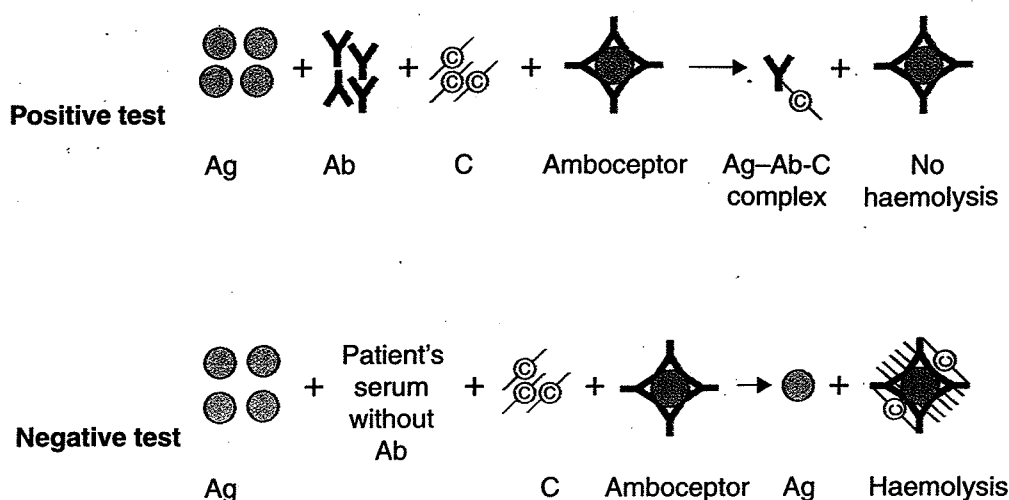 Positive test
+ + + +
Ag Ab C Amboceptor Ag–Ab-C complex No haemolysis
C
C C
C
Negative test
+ Patient's serum without Ab + + +
Ag C Amboceptor Ag Haemolysis
C
C C
C
C